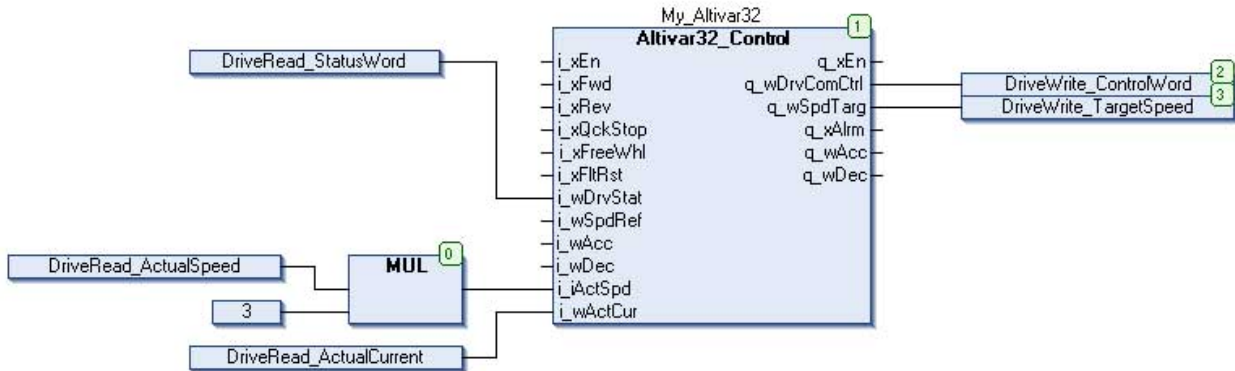 My_Altivar32
Altivar32_Control
1
DriveRead_StatusWord
i_xEn
i_xFwd
i_xRev
i_xQckStop
i_xFreeWhl
i_xFltRst
i_wDrvStat
i_wSpdRef
i_wAcc
i_wDec
i_iActSpd
i_wActCur
q_xEn
q_wDrvComCtrl
q_wSpdTarg
q_xAlrm
q_wAcc
q_wDec
DriveWrite_ControlWord
2
DriveWrite_TargetSpeed
3
DriveRead_ActualSpeed
3
MUL
0
DriveRead_ActualCurrent